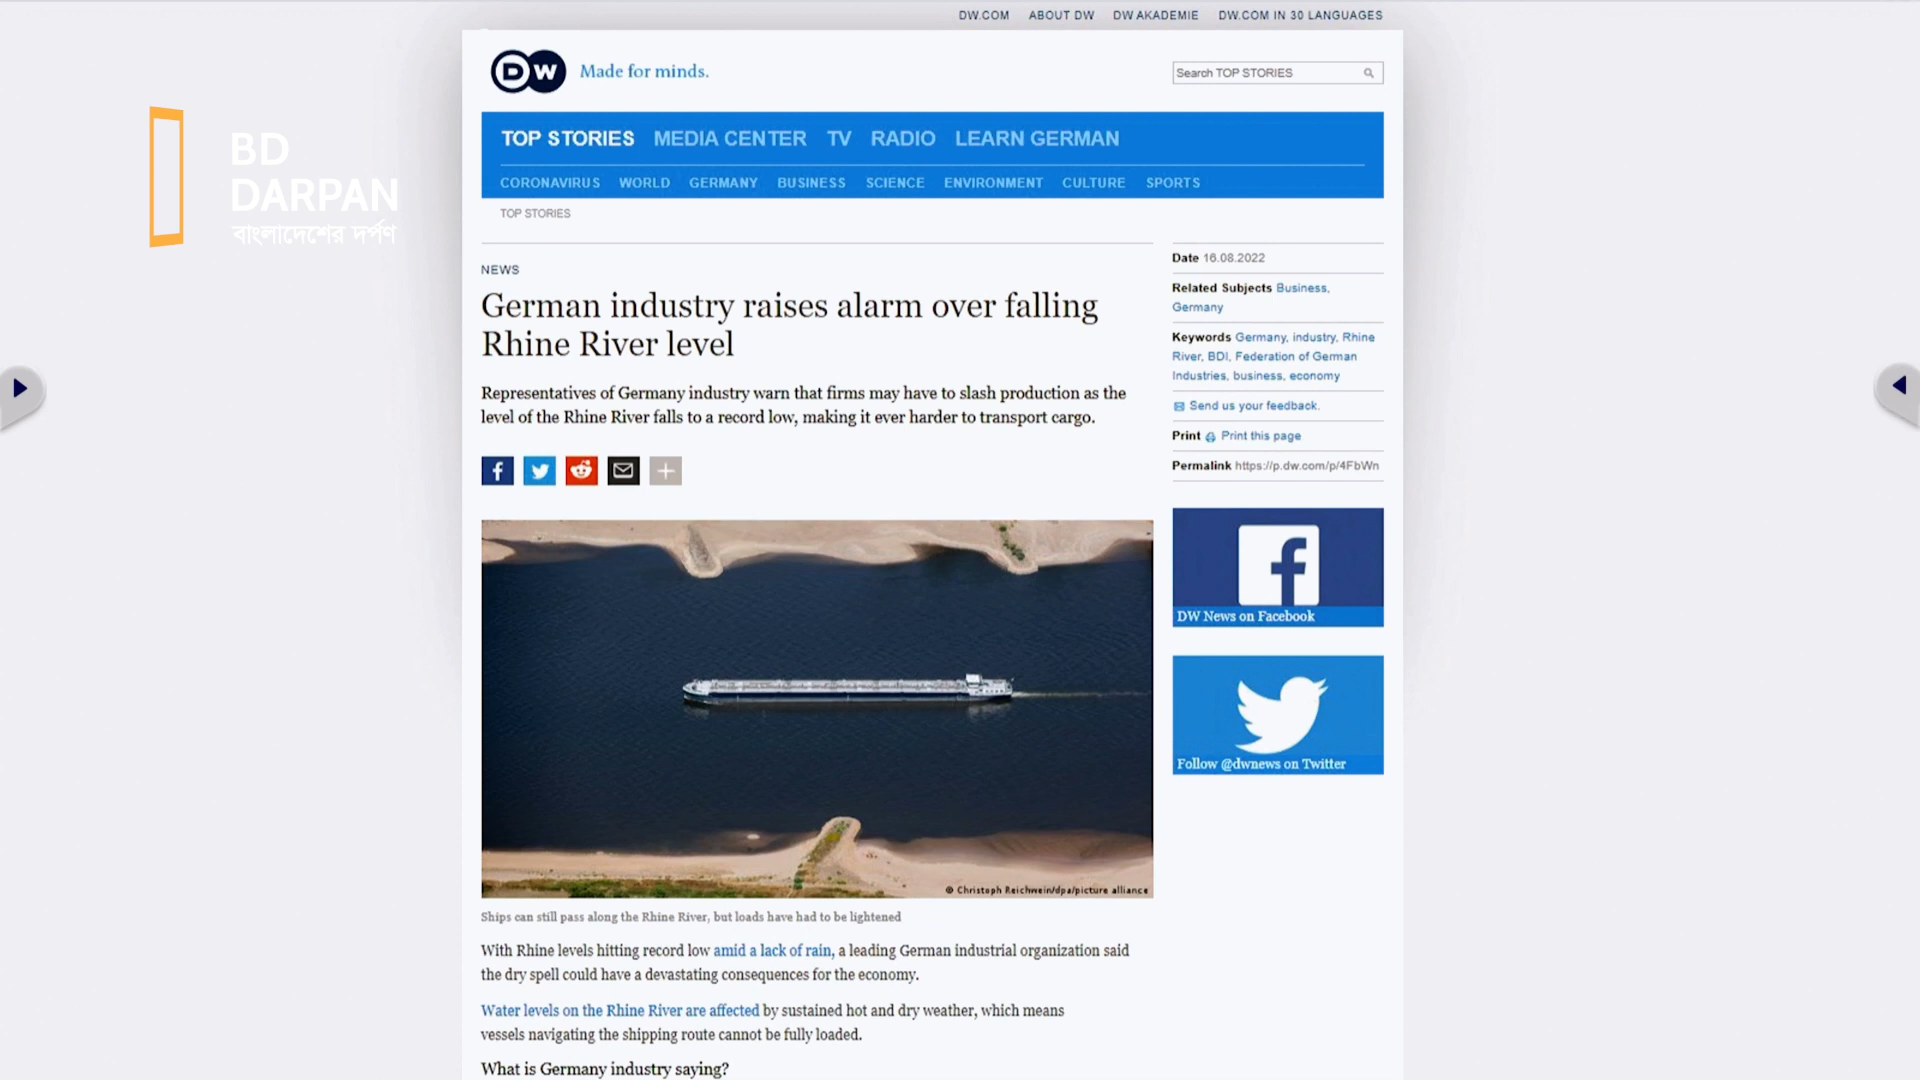 DW.COM ABOUT DW DW AKADEMIE DW.COM IN 30 LANGUAGES
DW Made for minds.
Search TOP STORIES
BD
DARPAN
বাংলাদেশের দর্পণ
TOP STORIES MEDIA CENTER TV RADIO LEARN GERMAN
CORONAVIRUS WORLD GERMANY BUSINESS SCIENCE ENVIRONMENT CULTURE SPORTS
TOP STORIES
NEWS
German industry raises alarm over falling
Rhine River level
Representatives of Germany industry warn that firms may have to slash production as the
level of the Rhine River falls to a record low, making it ever harder to transport cargo.
© Christoph Reichwein/dpa/picture alliance
Ships can still pass along the Rhine River, but loads have had to be lightened
With Rhine levels hitting record low amid a lack of rain, a leading German industrial organization said
the dry spell could have a devastating consequences for the economy.
Water levels on the Rhine River are affected by sustained hot and dry weather, which means
vessels navigating the shipping route cannot be fully loaded.
What is Germany industry saying?
Date 16.08.2022
Related Subjects Business,
Germany
Keywords Germany, industry, Rhine
River, BDI, Federation of German
Industries, business, economy
Send us your feedback.
Print Print this page
Permalink https://p.dw.com/p/4FbWn
DW News on Facebook
Follow @dwnews on Twitter